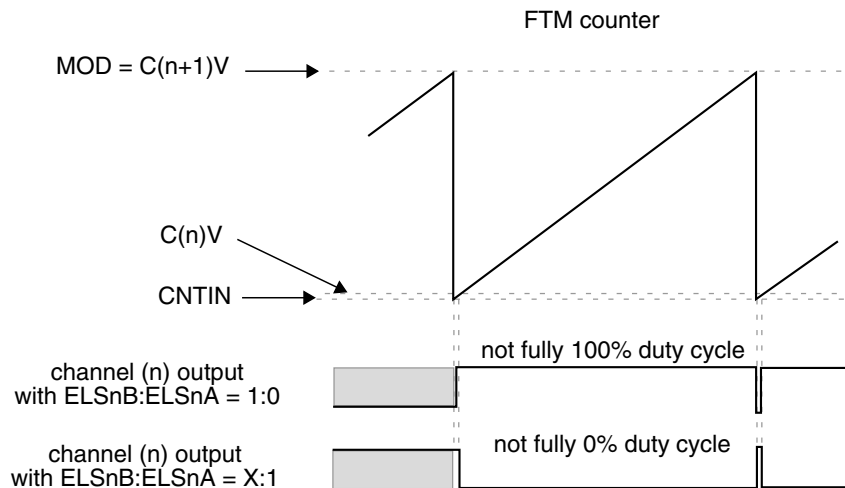 FTM counter
MOD = C(n+1)V
C(n)V
CNTIN
not fully 100% duty cycle
channel (n) output
with ELSnB:ELSnA = 1:0
not fully 0% duty cycle
channel (n) output
with ELSnB:ELSnA = X:1